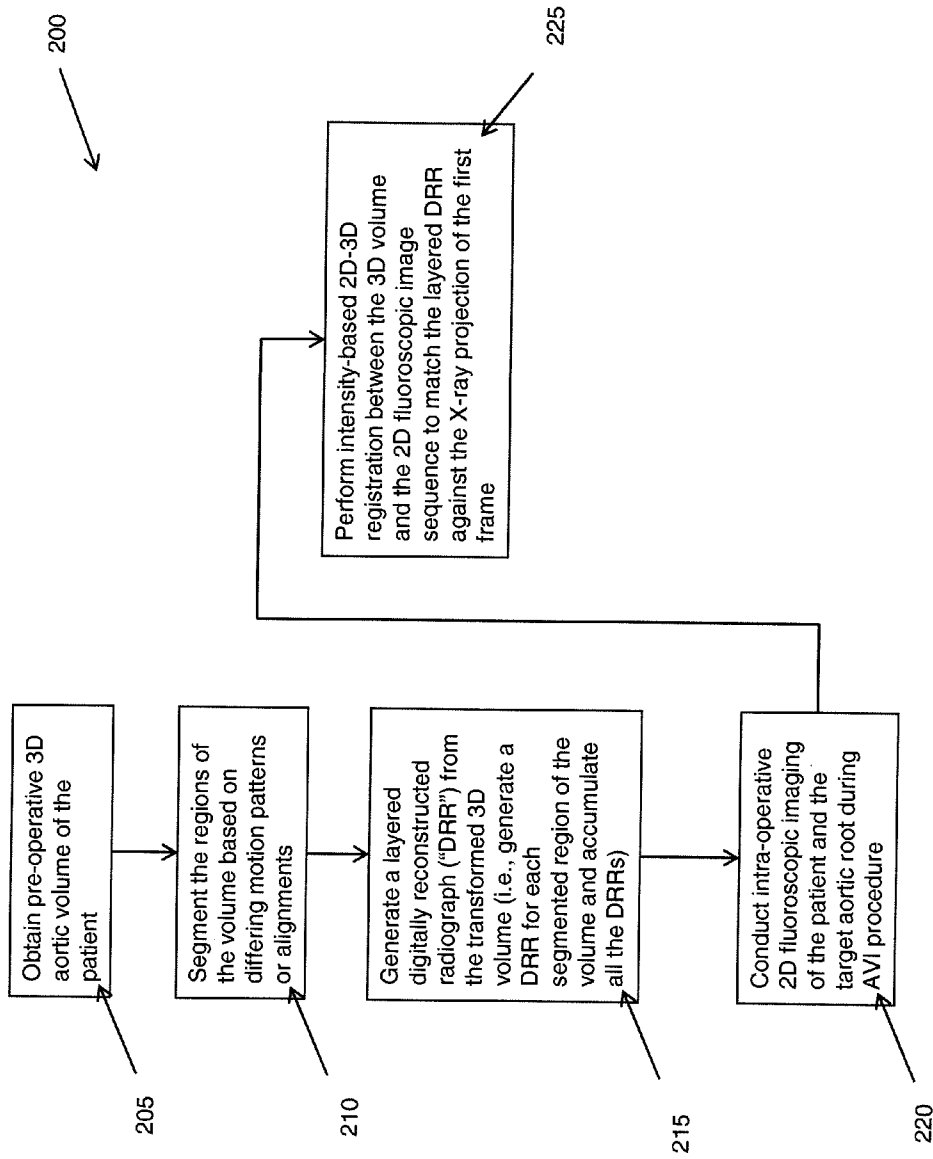 200
Obtain pre-operative 3D
aortic volume of the
patient
205
Segment the regions of
the volume based on
differing motion patterns
or alignments
210
Generate a layered
digitally reconstructed
radiograph (“DRR”) from
the transformed 3D
volume (i.e., generate a
DRR for each
segmented region of the
volume and accumulate
all the DRRs)
215
Conduct intra-operative
2D fluoroscopic imaging
of the patient and the
target aortic root during
AVI procedure
220
Perform intensity-based 2D-3D
registration between the 3D volume
and the 2D fluoroscopic image
sequence to match the layered DRR
against the X-ray projection of the first
frame
225